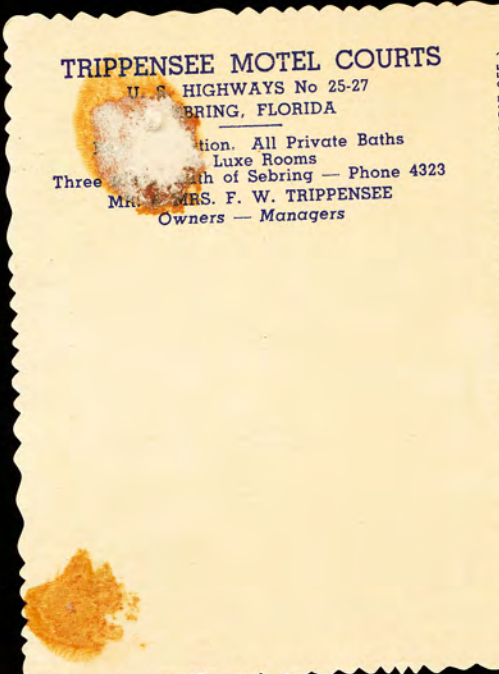 TRIPPENSEE MOTEL COURTS
U. S. HIGHWAYS No 25-27
BRING, FLORIDA
tion. All Private Baths
Luxe Rooms
Three th of Sebring — Phone 4323
MRS. F. W. TRIPPENSEE
Owners — Managers